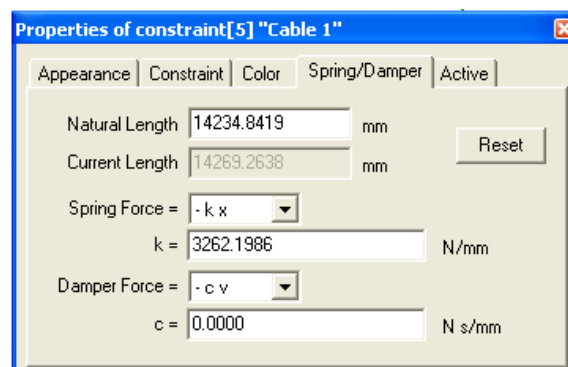 Properties of constraint[5] "Cable 1"
Appearance Constraint Color Spring/Damper Active
Natural Length 14234.8419 mm
Reset
Current Length 14269.2638 mm
Spring Force = - k x
k = 3262.1986 N/mm
Damper Force = - c v
c = 0.0000 N s/mm